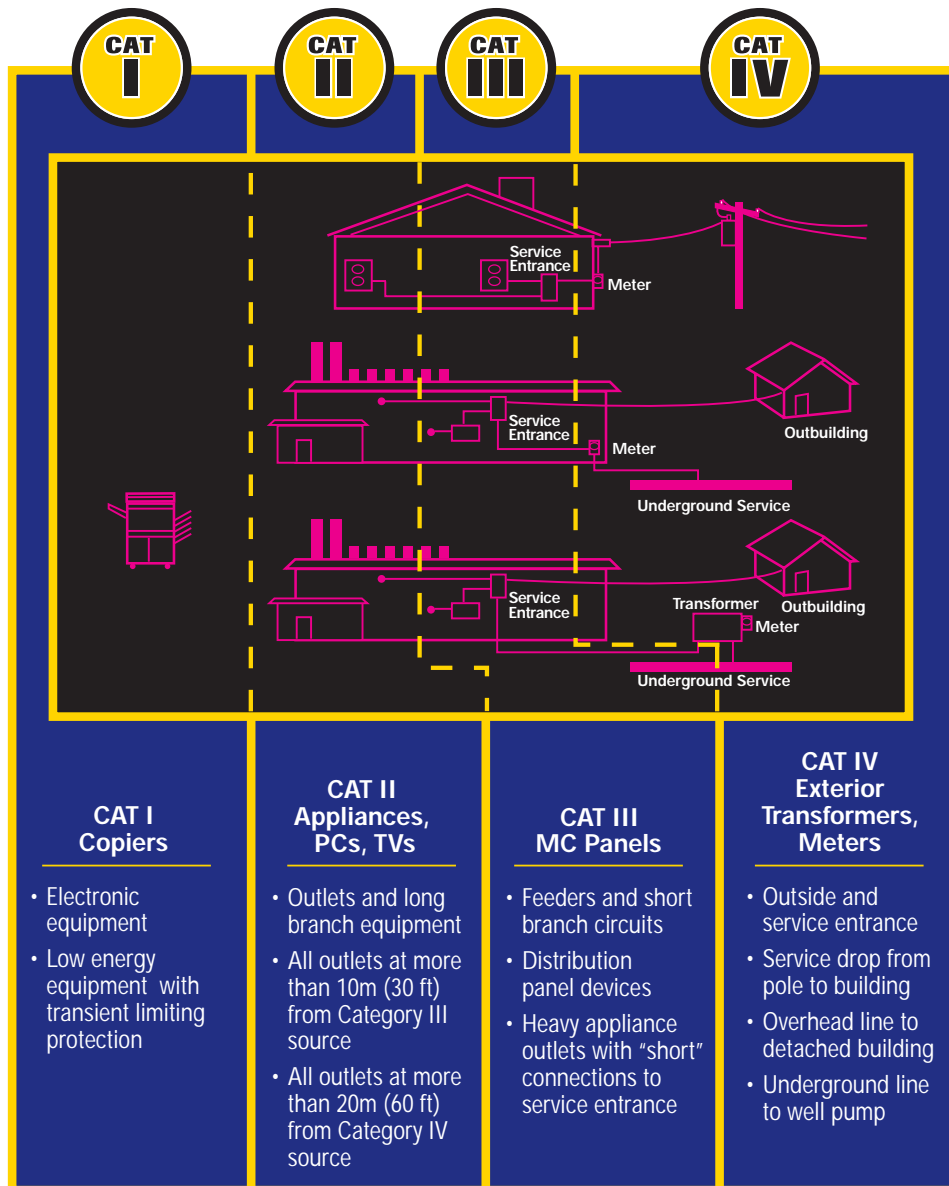 CAT
I
CAT
II
CAT
III
CAT
IV
Service
Entrance
Meter
Service
Entrance
Meter
Outbuilding
Underground Service
Service
Entrance
Transformer
Meter
Outbuilding
Underground Service
CAT I
Copiers
• Electronic
equipment
• Low energy
equipment with
transient limiting
protection
CAT II
Appliances,
PCs, TVs
• Outlets and long
branch equipment
• All outlets at more
than 10m (30 ft)
from Category III
source
• All outlets at more
than 20m (60 ft)
from Category IV
source
CAT III
MC Panels
• Feeders and short
branch circuits
• Distribution
panel devices
• Heavy appliance
outlets with “short”
connections to
service entrance
CAT IV
Exterior
Transformers,
Meters
• Outside and
service entrance
• Service drop from
pole to building
• Overhead line to
detached building
• Underground line
to well pump